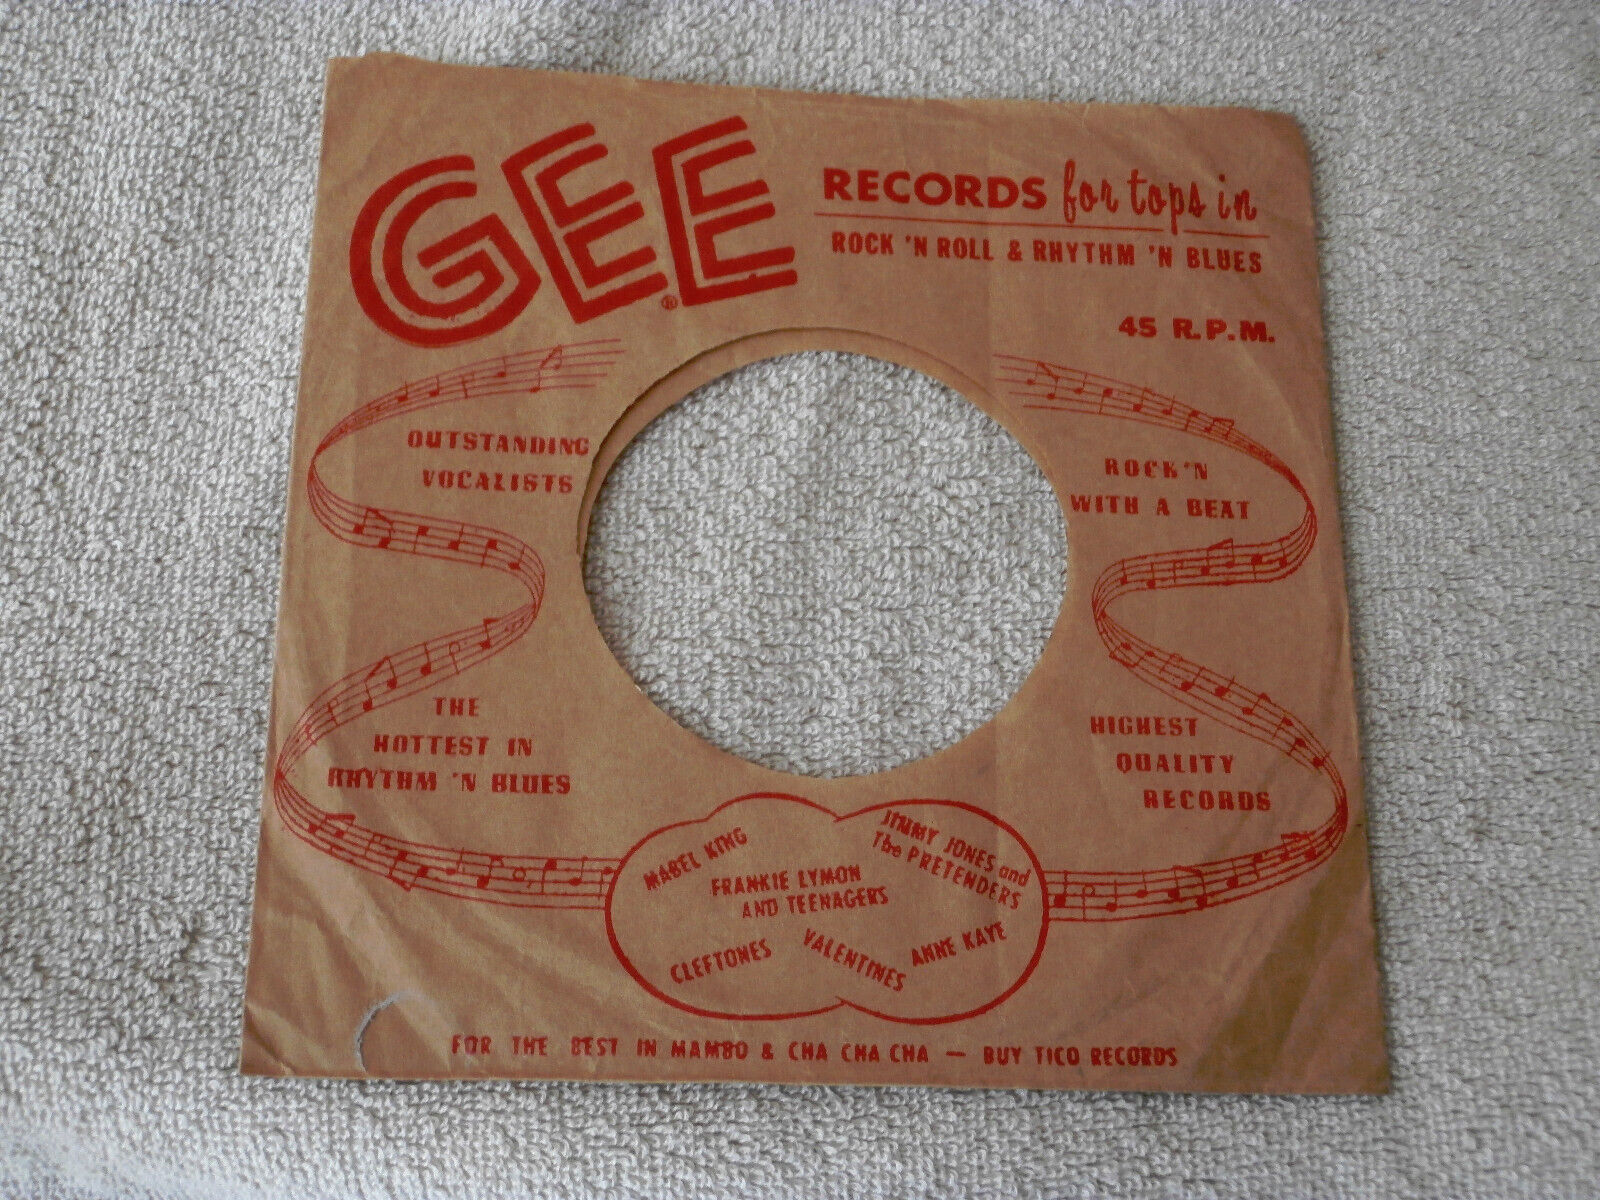 GEE®
RECORDS for tops in
ROCK 'N ROLL & RHYTHM 'N BLUES
45 R.P.M.
OUTSTANDING
VOCALISTS
ROCK 'N
WITH A BEAT
THE
HOTTEST IN
RHYTHM 'N BLUES
HIGHEST
QUALITY
RECORDS
MABEL KING
JIMMY JONES and
The PRETENDERS
FRANKIE LYMON
AND TEENAGERS
CLEFTONES
VALENTINES
ANNE KAYE
FOR THE BEST IN MAMBO & CHA CHA CHA — BUY TICO RECORDS